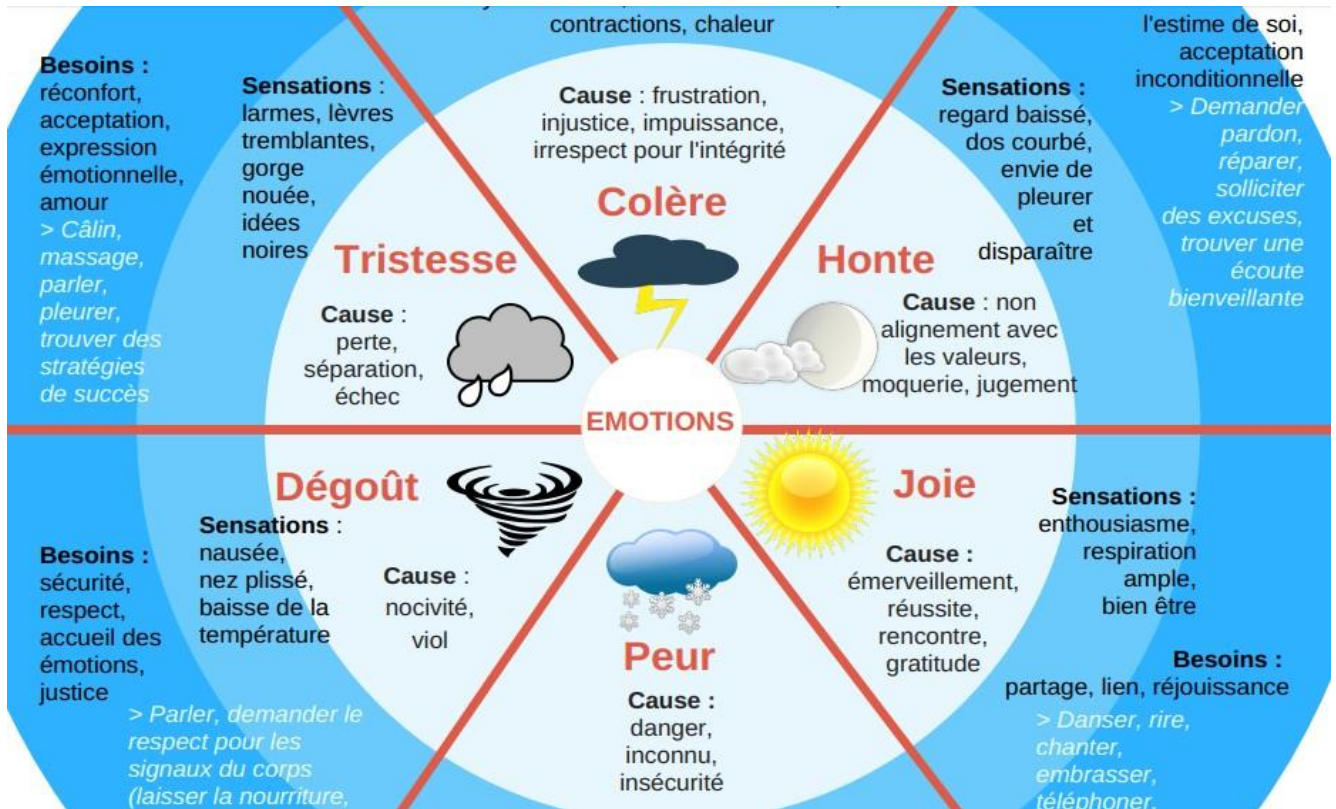 contractions, chaleur
Cause : frustration,
injustice, impuissance,
irrespect pour l'intégrité
Colère
Besoins :
réconfort,
acceptation,
expression
émotionnelle,
amour
> Câlin,
massage,
parler,
pleurer,
trouver des
stratégies
de succès
Sensations :
larmes, lèvres
tremblantes,
gorge
nouée,
idées
noires
Tristesse
Cause :
perte,
séparation,
échec
l'estime de soi,
acceptation
inconditionnelle
> Demander
pardon,
réparer,
solliciter
des excuses,
trouver une
écoute
bienveillante
Sensations :
regard baissé,
dos courbé,
envie de
pleurer
et
disparaître
Honte
Cause : non
alignement avec
les valeurs,
moquerie, jugement
EMOTIONS
Dégoût
Sensations :
nausée,
nez plissé,
baisse de la
température
Cause :
nocivité,
viol
Besoins :
sécurité,
respect,
accueil des
émotions,
justice
> Parler, demander le
respect pour les
signaux du corps
(laisser la nourriture,
Peur
Cause :
danger,
inconnu,
insécurité
Joie
Cause :
émerveillement,
réussite,
rencontre,
gratitude
Sensations :
enthousiasme,
respiration
ample,
bien être
Besoins :
partage, lien, réjouissance
> Danser, rire,
chanter,
embrasser,
téléphoner,